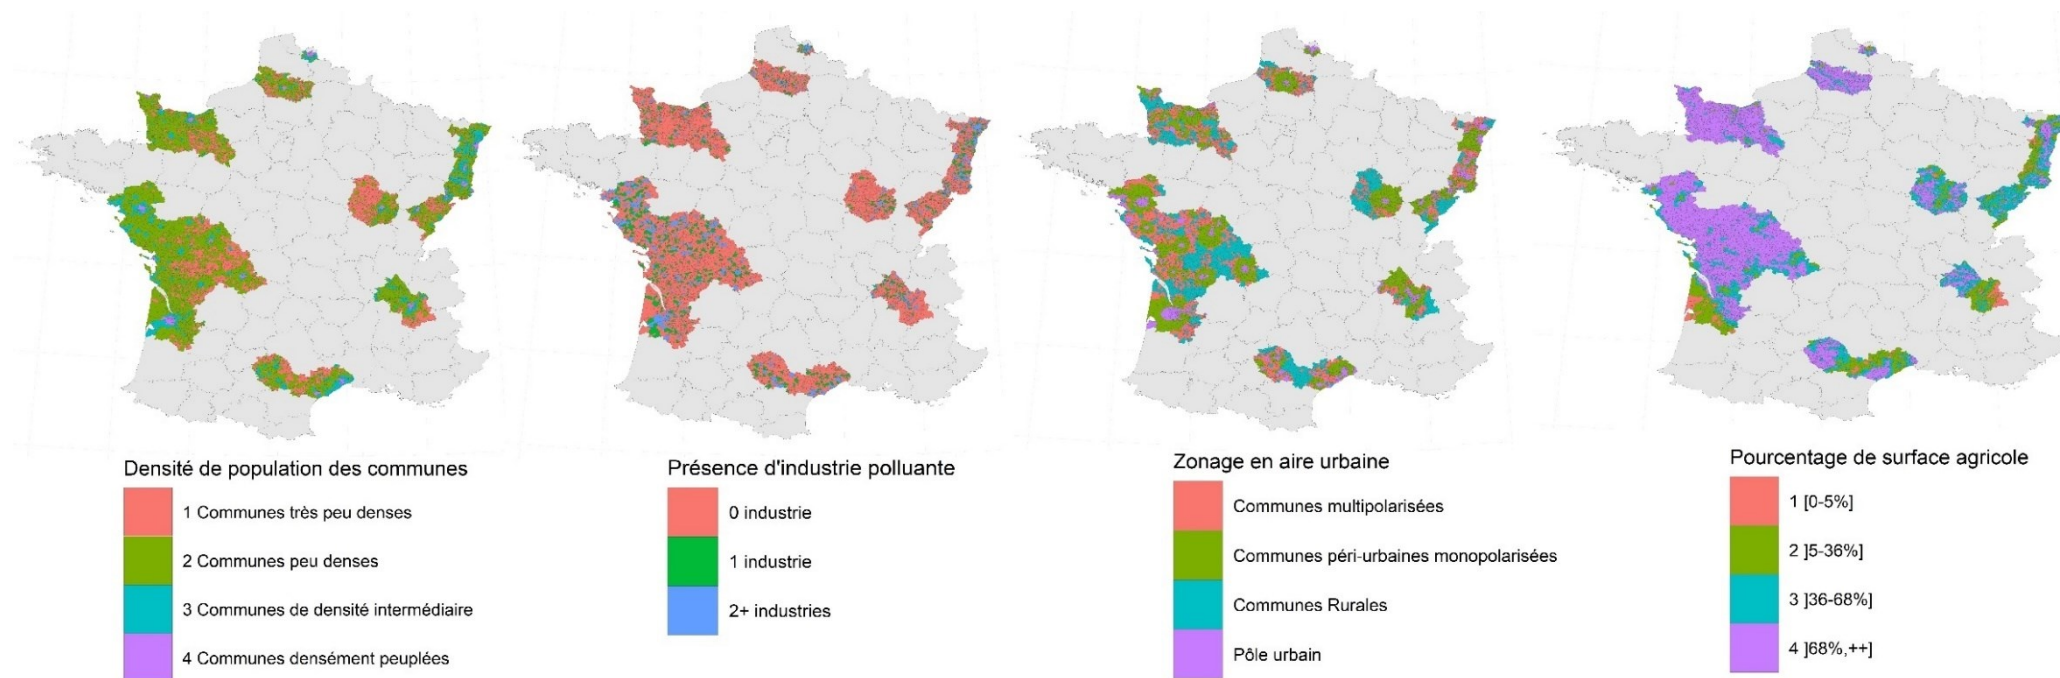 Densité de population des communes
1 Communes très peu denses
2 Communes peu denses
3 Communes de densité intermédiaire
4 Communes densément peuplées
Présence d'industrie polluante
0 industrie
1 industrie
2+ industries
Zonage en aire urbaine
Communes multipolarisées
Communes péri-urbaines monopolarisées
Communes Rurales
Pôle urbain
Pourcentage de surface agricole
1 [0-5%]
2 ]5-36%]
3 ]36-68%]
4 ]68%,++]